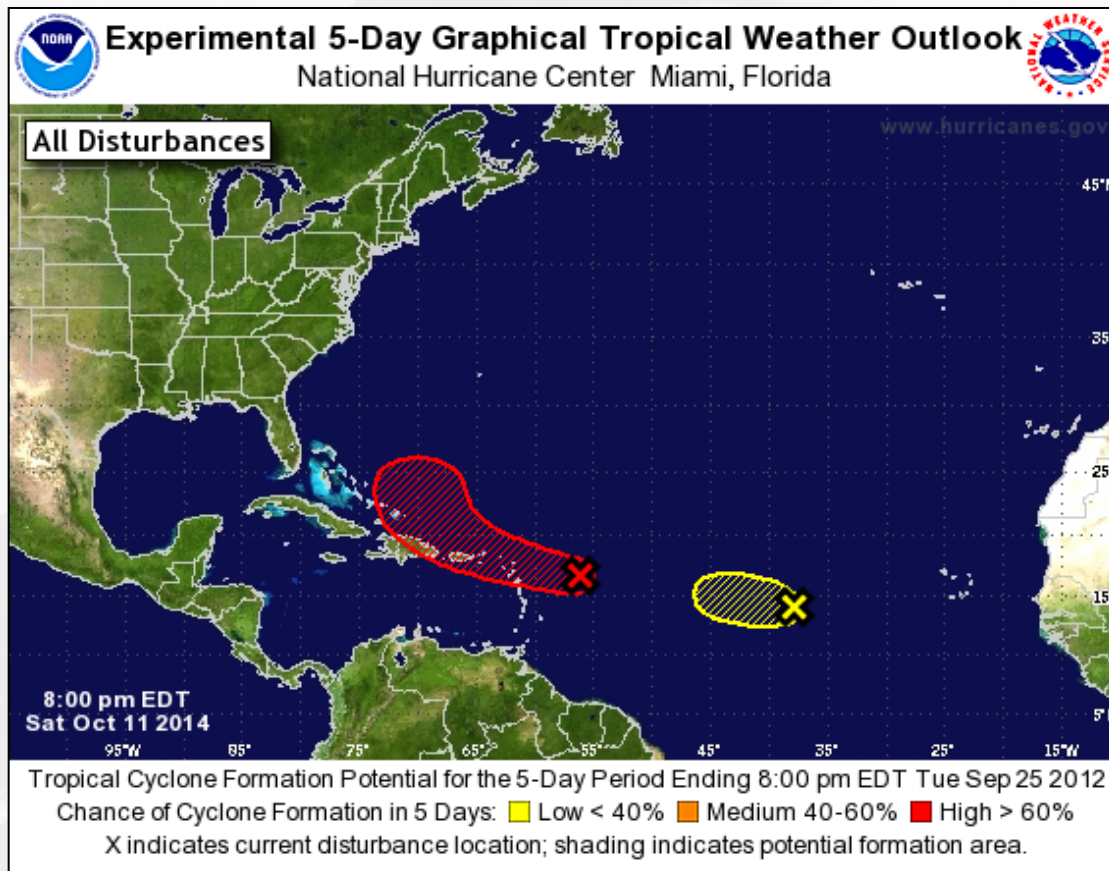 NOAA
Experimental 5-Day Graphical Tropical Weather Outlook
National Hurricane Center Miami, Florida
NATIONAL WEATHER SERVICE
All Disturbances
www.hurricanes.gov
45°N
35
25
15
5°
8:00 pm EDT
Sat Oct 11 2014
95°W 85° 75° 65° 55° 45° 35° 25° 15°W
Tropical Cyclone Formation Potential for the 5-Day Period Ending 8:00 pm EDT Tue Sep 25 2012
Chance of Cyclone Formation in 5 Days: Low < 40% Medium 40-60% High > 60%
X indicates current disturbance location; shading indicates potential formation area.